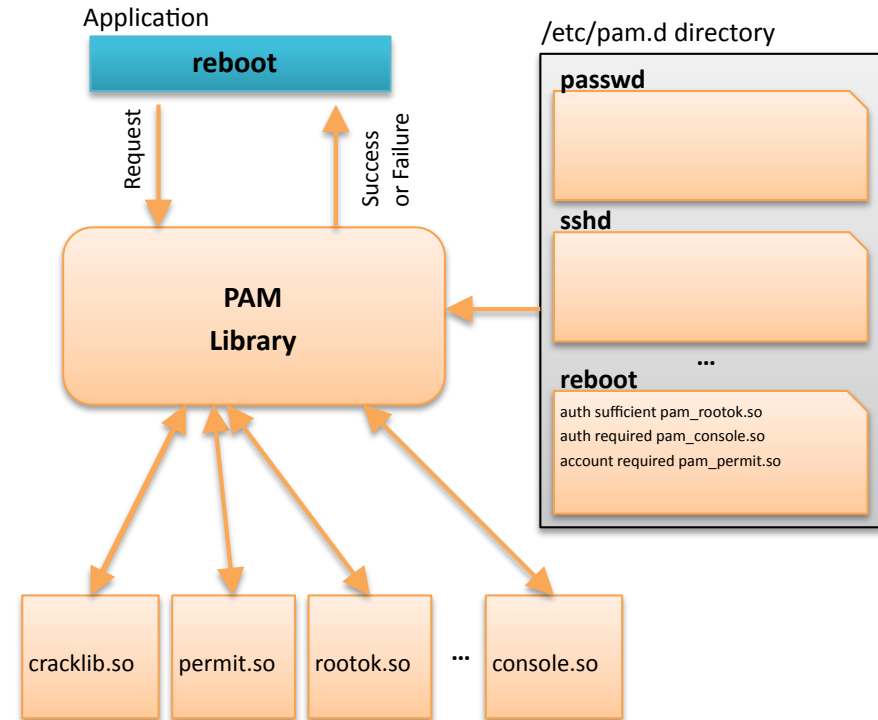 Application
reboot
Request
Success
or Failure
PAM
Library
/etc/pam.d directory
passwd
sshd
...
reboot
auth sufficient pam_rootok.so
auth required pam_console.so
account required pam_permit.so
cracklib.so
permit.so
rootok.so
...
console.so